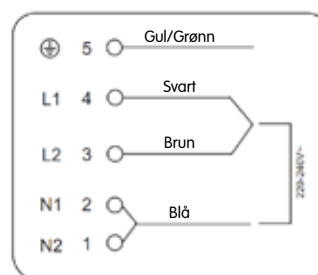 ⏚ 5 Gul/Grønn
L1 4 Svart
L2 3 Brun
N1 2 Blå
N2 1
220-240V~